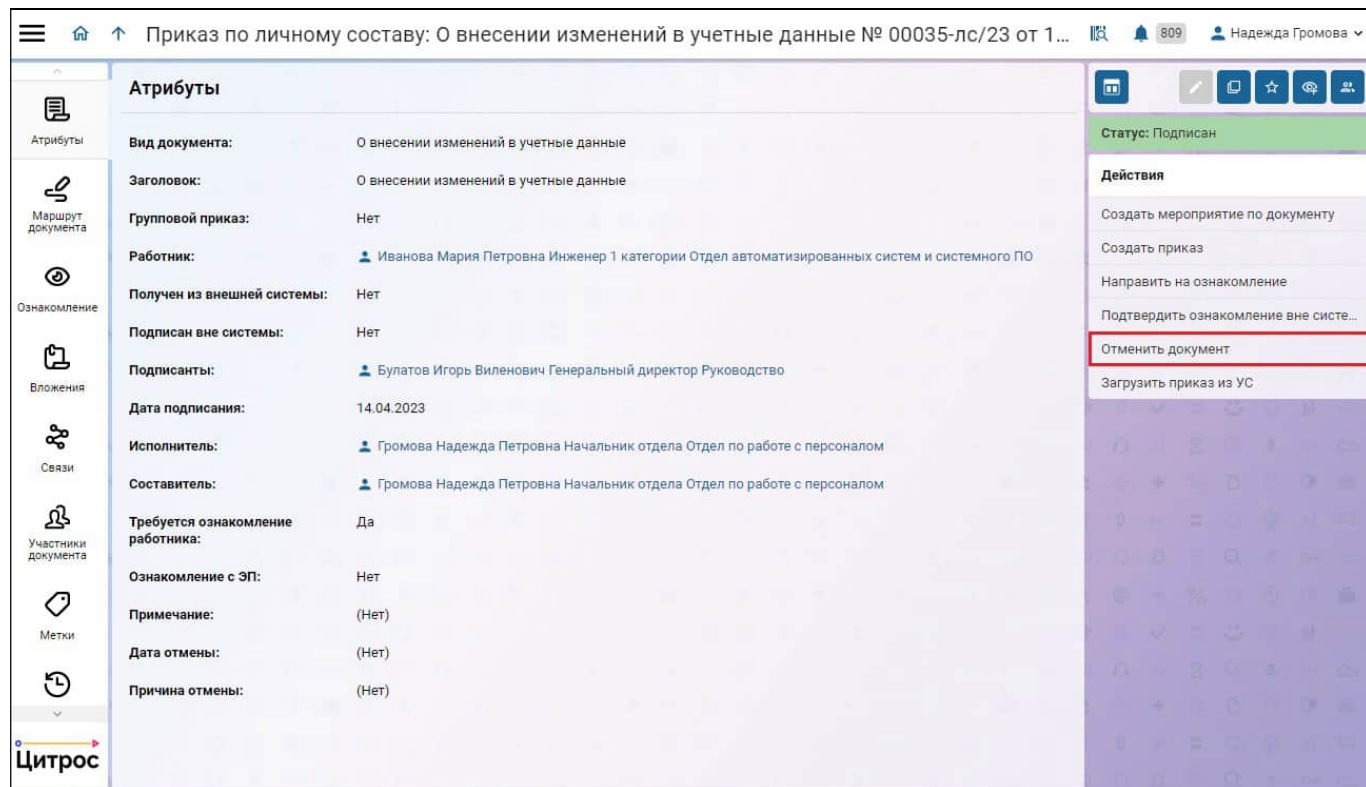 Приказ по личному составу: О внесении изменений в учетные данные № 00035-лс/23 от 1...
809
Надежда Громова
Атрибуты
Маршрут
документа
Ознакомление
Вложения
Связи
Участники
документа
Метки
Цитрос
Атрибуты
Вид документа: О внесении изменений в учетные данные
Заголовок: О внесении изменений в учетные данные
Групповой приказ: Нет
Работник: Иванова Мария Петровна Инженер 1 категории Отдел автоматизированных систем и системного ПО
Получен из внешней системы: Нет
Подписан вне системы: Нет
Подписанты: Булатов Игорь Виленович Генеральный директор Руководство
Дата подписания: 14.04.2023
Исполнитель: Громова Надежда Петровна Начальник отдела Отдел по работе с персоналом
Составитель: Громова Надежда Петровна Начальник отдела Отдел по работе с персоналом
Требуется ознакомление Да
работника:
Ознакомление с ЭП: Нет
Примечание: (Нет)
Дата отмены: (Нет)
Причина отмены: (Нет)
Статус: Подписан
Действия
Создать мероприятие по документу
Создать приказ
Направить на ознакомление
Подтвердить ознакомление вне систе...
Отменить документ
Загрузить приказ из УС